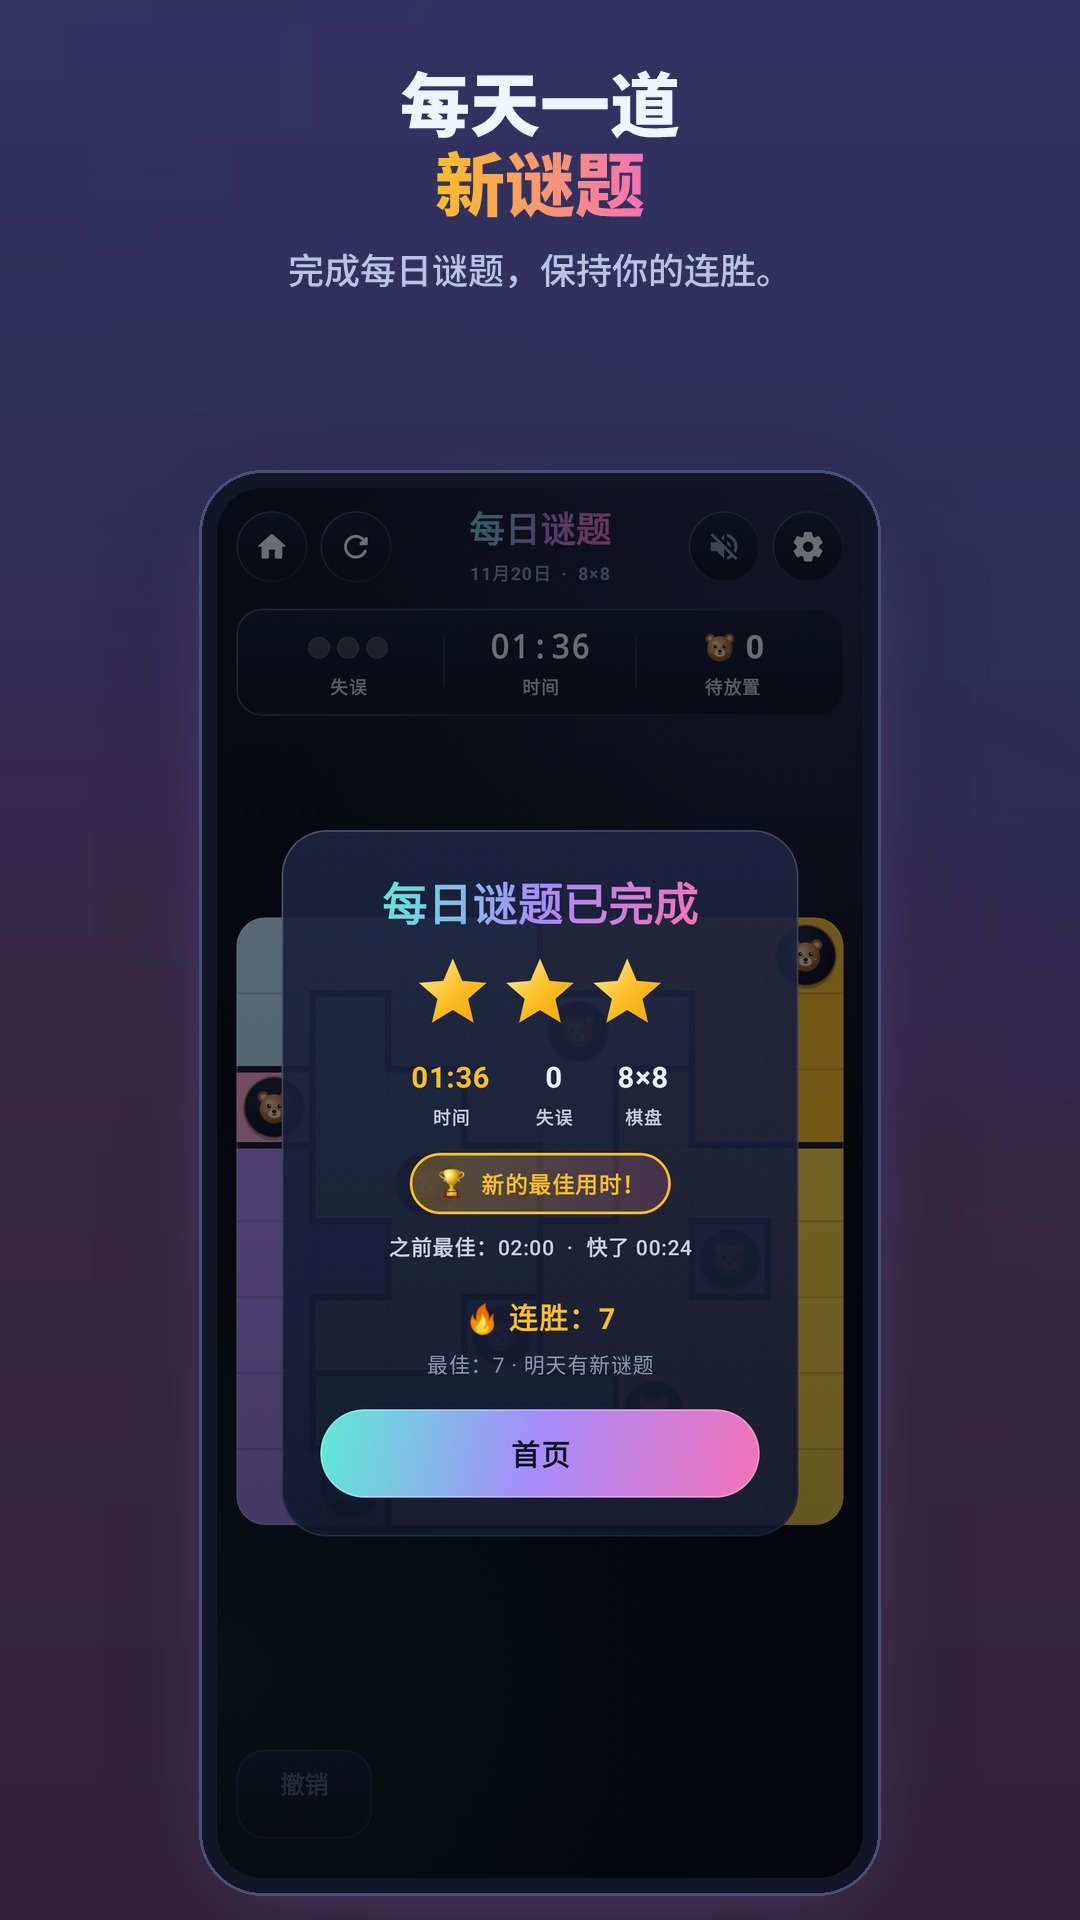 每天一道
新谜题
完成每日谜题，保持你的连胜。
每日谜题
11月20日 · 8×8
01:36
0
失误
时间
待放置
每日谜题已完成
01:36
0
8×8
时间
失误
棋盘
新的最佳用时！
之前最佳：02:00 · 快了 00:24
连胜：7
最佳：7 · 明天有新谜题
首页
撤销